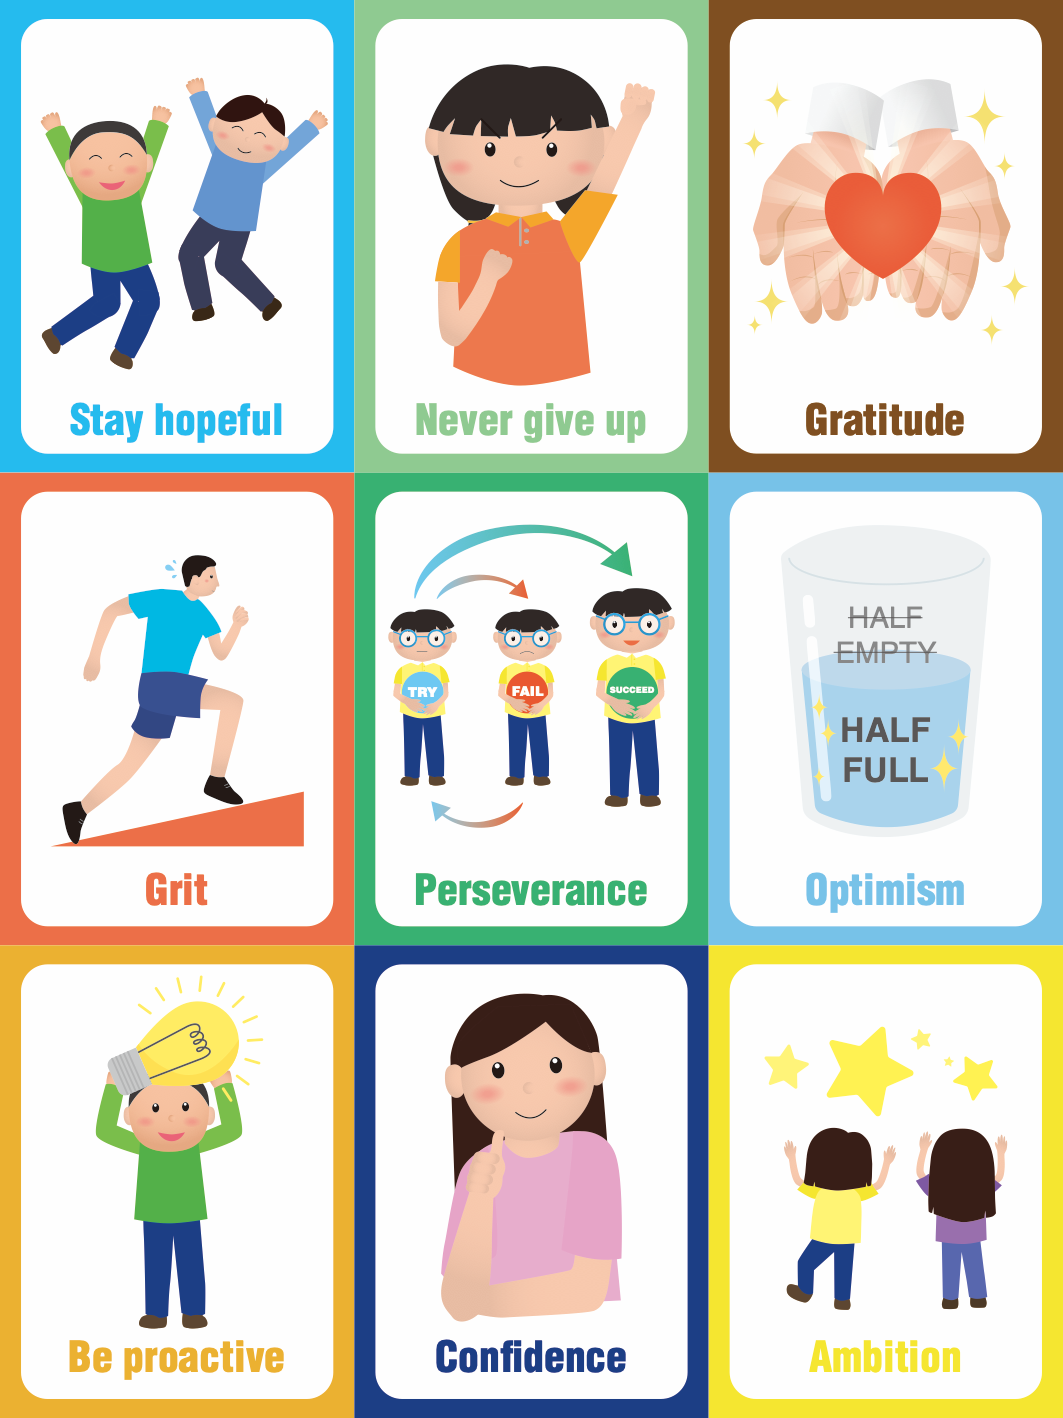 Stay hopeful
Never give up
Gratitude
TRY
FAIL
SUCCEED
HALF
EMPTY
HALF
FULL
Grit
Perseverance
Optimism
Be proactive
Confidence
Ambition